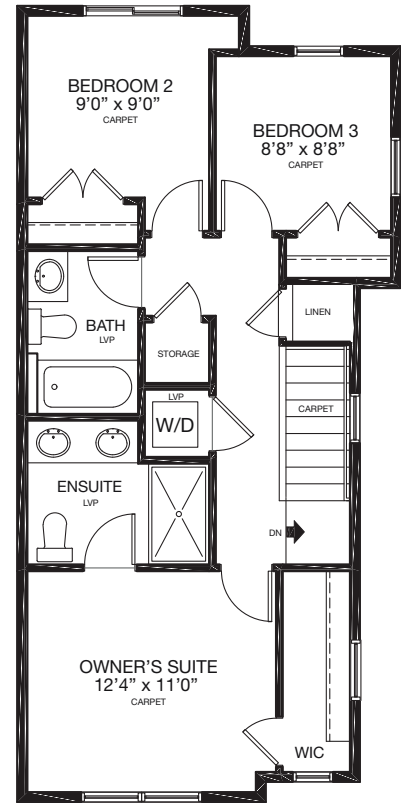 BEDROOM 2
9'0” x 9'0”
CARPET
BEDROOM 3
8'8” x 8'8”
CARPET
LINEN
BATH
LVP
STORAGE
LVP
W/D
CARPET
ENSUITE
LVP
DN
OWNER'S SUITE
12'4” x 11'0”
CARPET
WIC